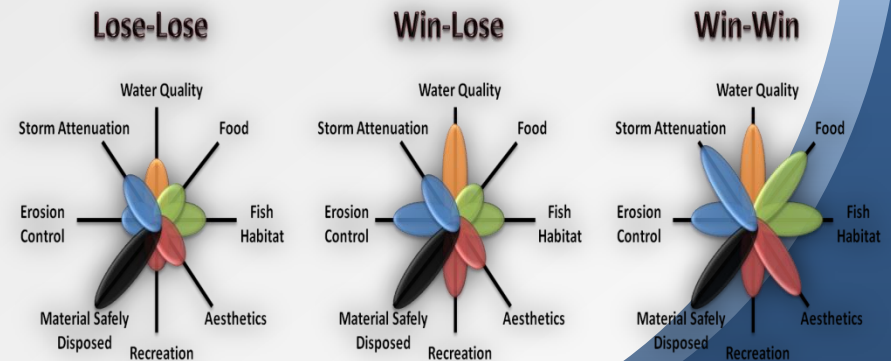 Lose-Lose
Water Quality
Storm Attenuation
Food
Erosion
Control
Fish
Habitat
Material Safely
Disposed
Aesthetics
Recreation
Win-Lose
Water Quality
Storm Attenuation
Food
Erosion
Control
Fish
Habitat
Material Safely
Disposed
Aesthetics
Recreation
Win-Win
Water Quality
Storm Attenuation
Food
Erosion
Control
Fish
Habitat
Material Safely
Disposed
Aesthetics
Recreation